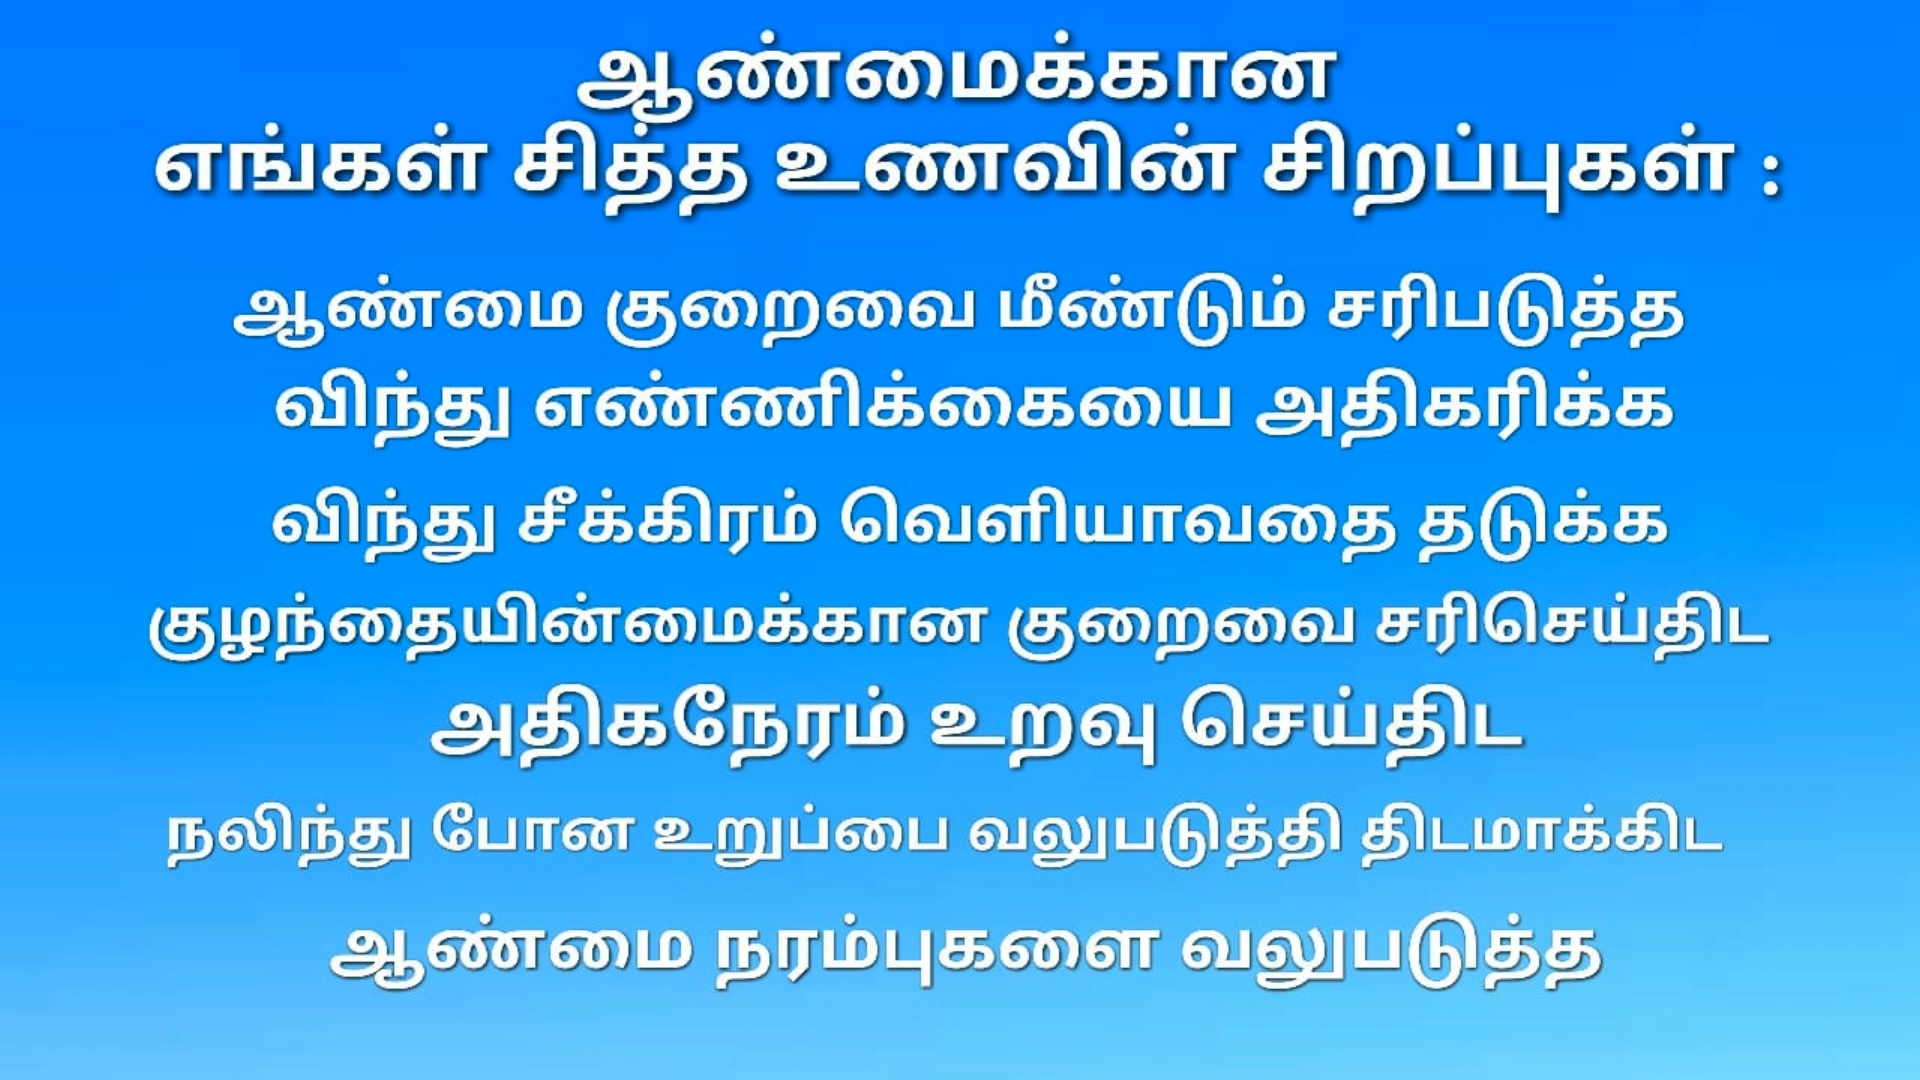 ஆண்மைக்கான
எங்கள் சித்த உணவின் சிறப்புகள் :
ஆண்மை குறைவை மீண்டும் சரிபடுத்த
விந்து எண்ணிக்கையை அதிகரிக்க
விந்து சீக்கிரம் வெளியாவதை தடுக்க
குழந்தையின்மைக்கான குறைவை சரிசெய்திட
அதிகநேரம் உறவு செய்திட
நலிந்து போன உறுப்பை வலுபடுத்தி திடமாக்கிட
ஆண்மை நரம்புகளை வலுபடுத்த